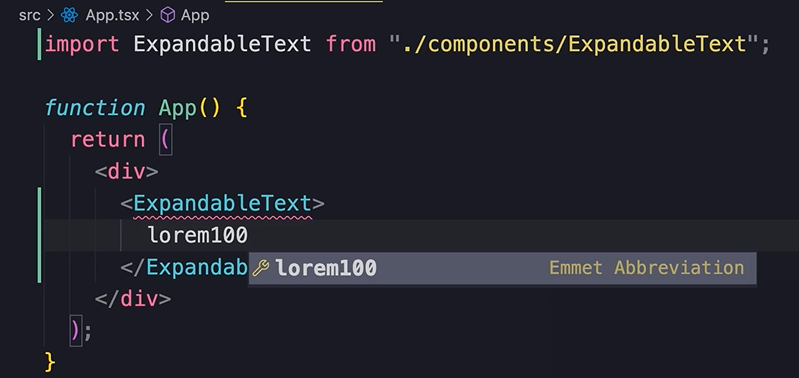 src > App.tsx > App
import ExpandableText from "./components/ExpandableText";
function App() {
return (
<div>
<ExpandableText>
lorem100
lorem100 Emmet Abbreviation
</Expandab
</div>
);
}